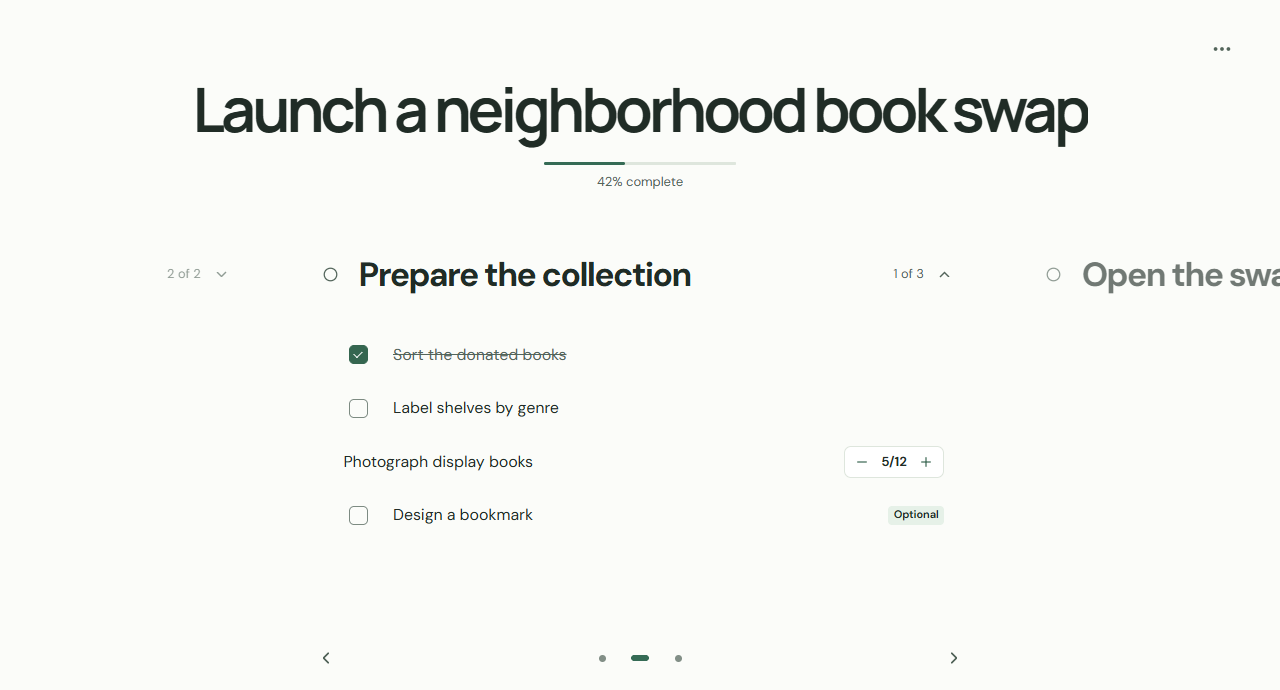 Launch a neighborhood book swap
42% complete
2 of 2
Prepare the collection
1 of 3
Open the
Sort the donated books
Label shelves by genre
Photograph display books
5/12
Design a bookmark
Optional